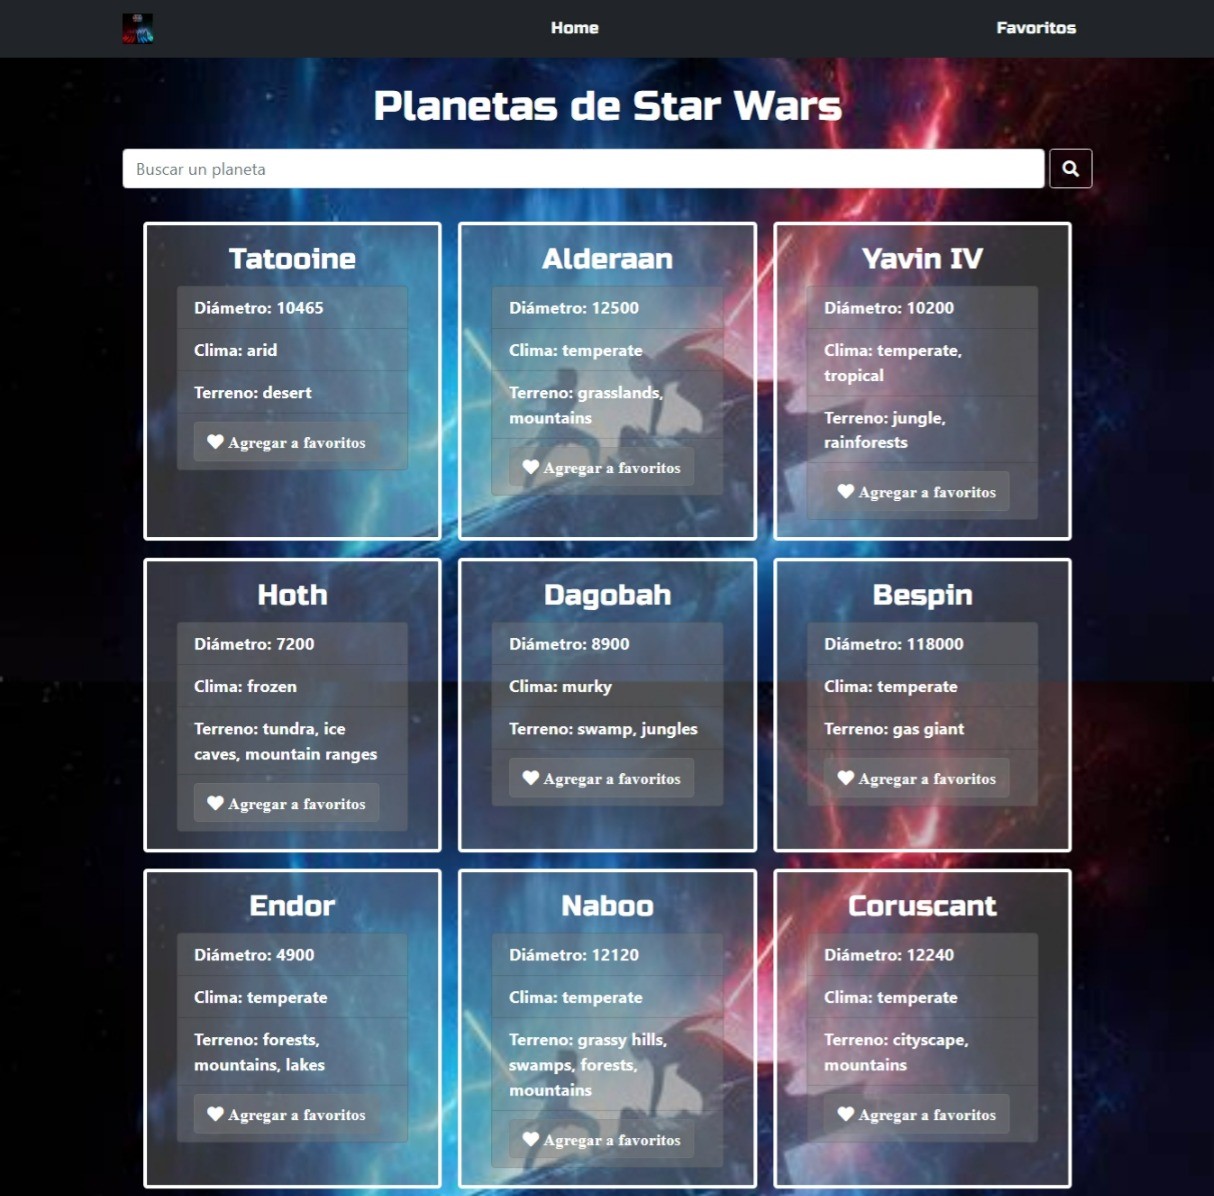 Home
Favoritos
Planetas de Star Wars
Buscar un planeta
Tatooine
Diámetro: 10465
Clima: arid
Terreno: desert
Agregar a favoritos
Alderaan
Diámetro: 12500
Clima: temperate
Terreno: grasslands,
mountains
Agregar a favoritos
Yavin IV
Diámetro: 10200
Clima: temperate,
tropical
Terreno: jungle,
rainforests
Agregar a favoritos
Hoth
Diámetro: 7200
Clima: frozen
Terreno: tundra, ice
caves, mountain ranges
Agregar a favoritos
Dagobah
Diámetro: 8900
Clima: murky
Terreno: swamp, jungles
Agregar a favoritos
Bespin
Diámetro: 118000
Clima: temperate
Terreno: gas giant
Agregar a favoritos
Endor
Diámetro: 4900
Clima: temperate
Terreno: forests,
mountains, lakes
Agregar a favoritos
Naboo
Diámetro: 12120
Clima: temperate
Terreno: grassy hills,
swamps, forests,
mountains
Agregar a favoritos
Coruscant
Diámetro: 12240
Clima: temperate
Terreno: cityscape,
mountains
Agregar a favoritos